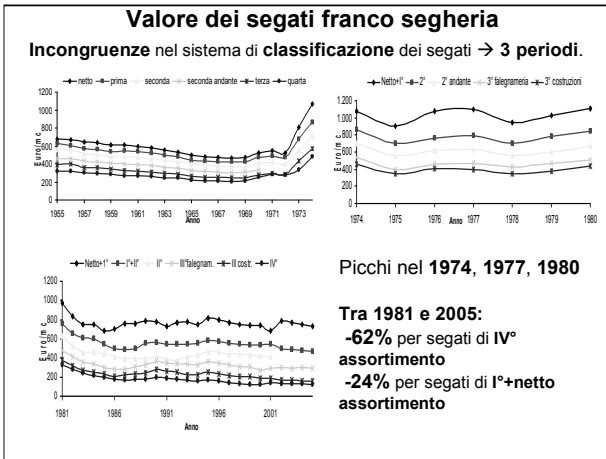 Valore dei segati franco segheria
Incongruenze nel sistema di classificazione dei segati → 3 periodi.
netto prima seconda seconda andante terza quarta
1200
1000
800
600
400
200
0
Euro/mc
1955 1957 1959 1961 1963 1965 1967 1969 1971 1973
Anno
Netto+I° 2° 2° andante 3° falegnameria 3° costruzioni
1.200
1.000
800
600
400
200
0
Euro/mc
1974 1975 1976 1977 1978 1979 1980
Anno
Netto+1° I°+II° II° III°falegnam. III costr. IV°
1200
1000
800
600
400
200
0
Euro/mc
1981 1986 1991 1996 2001
Anno
Picchi nel 1974, 1977, 1980
Tra 1981 e 2005:
-62% per segati di IV°
assortimento
-24% per segati di I°+netto
assortimento